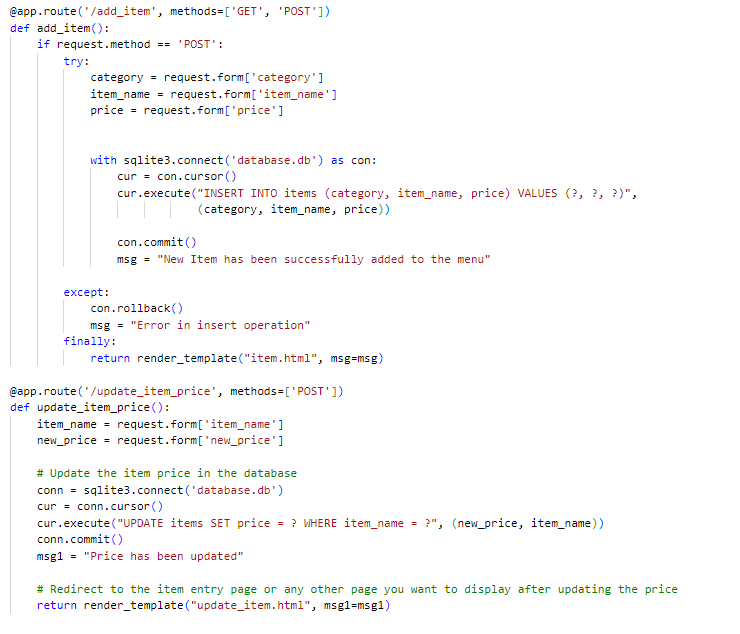 @app.route('/add_item', methods=['GET', 'POST'])
def add_item():
    if request.method == 'POST':
        try:
            category = request.form['category']
            item_name = request.form['item_name']
            price = request.form['price']


            with sqlite3.connect('database.db') as con:
                cur = con.cursor()
                cur.execute("INSERT INTO items (category, item_name, price) VALUES (?, ?, ?)",
                            (category, item_name, price))

                con.commit()
                msg = "New Item has been successfully added to the menu"

        except:
            con.rollback()
            msg = "Error in insert operation"
        finally:
            return render_template("item.html", msg=msg)

@app.route('/update_item_price', methods=['POST'])
def update_item_price():
    item_name = request.form['item_name']
    new_price = request.form['new_price']

    # Update the item price in the database
    conn = sqlite3.connect('database.db')
    cur = conn.cursor()
    cur.execute("UPDATE items SET price = ? WHERE item_name = ?", (new_price, item_name))
    conn.commit()
    msg1 = "Price has been updated"

    # Redirect to the item entry page or any other page you want to display after updating the price
    return render_template("update_item.html", msg1=msg1)